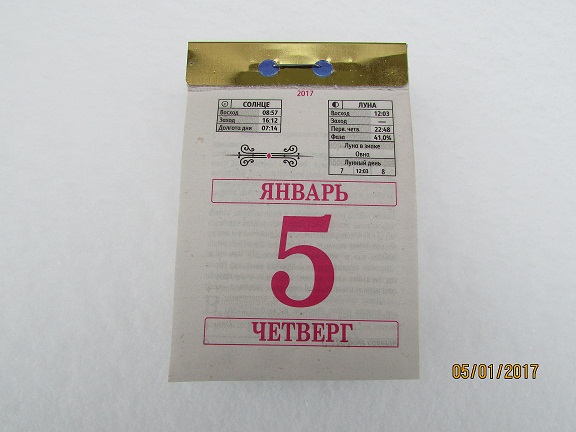 2017
СОЛНЦЕ
Восход 08:57
Заход 16:12
Долгота дня 07:14
ЛУНА
Восход 12:03
Заход —
Перв. четв. 22:48
Фаза 41,0%
Луна в знаке
Овна
Лунный день
7 12:03 8
ЯНВАРЬ
5
ЧЕТВЕРГ
05/01/2017